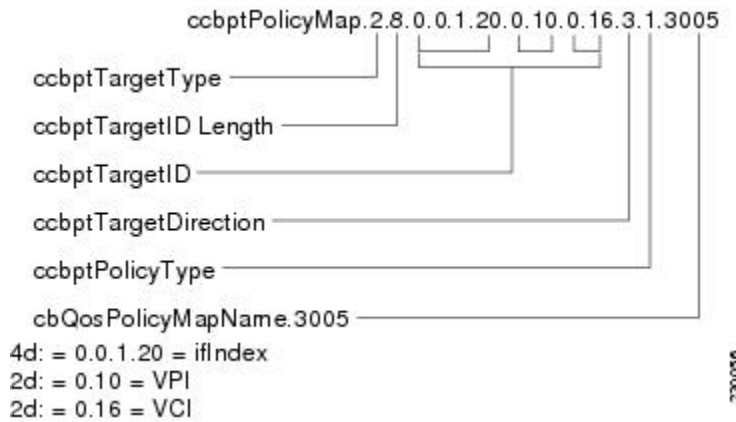 ccbptPolicyMap.2.8.0.0.1.20.0.10.0.16.3.1.3005
ccbptTargetType
ccbptTargetID Length
ccbptTargetID
ccbptTargetDirection
ccbptPolicyType
cbQosPolicyMapName.3005
4d: = 0.0.1.20 = ifIndex
2d: = 0.10 = VPI
2d: = 0.16 = VCI